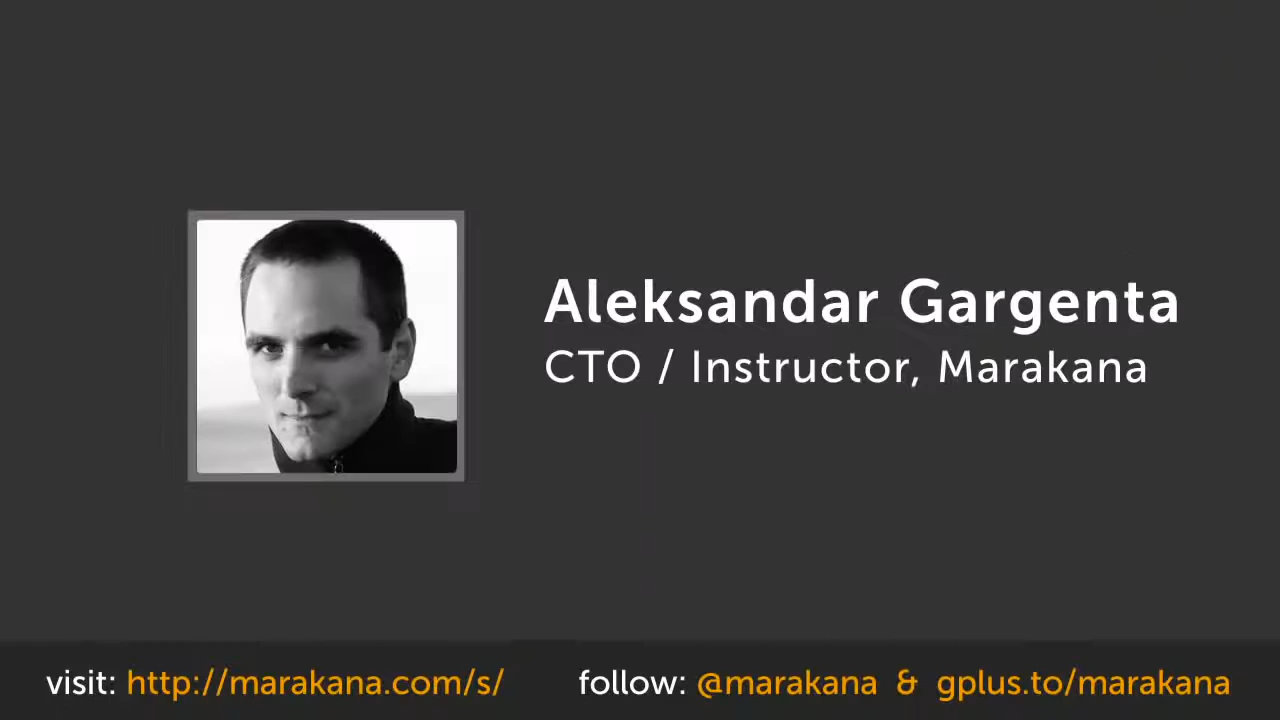 Aleksandar Gargenta
CTO / Instructor, Marakana
visit: http://marakana.com/s/ follow: @marakana & gplus.to/marakana